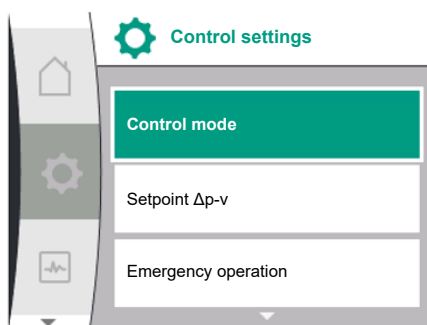 Control settings
Control mode
Setpoint Δp-v
Emergency operation